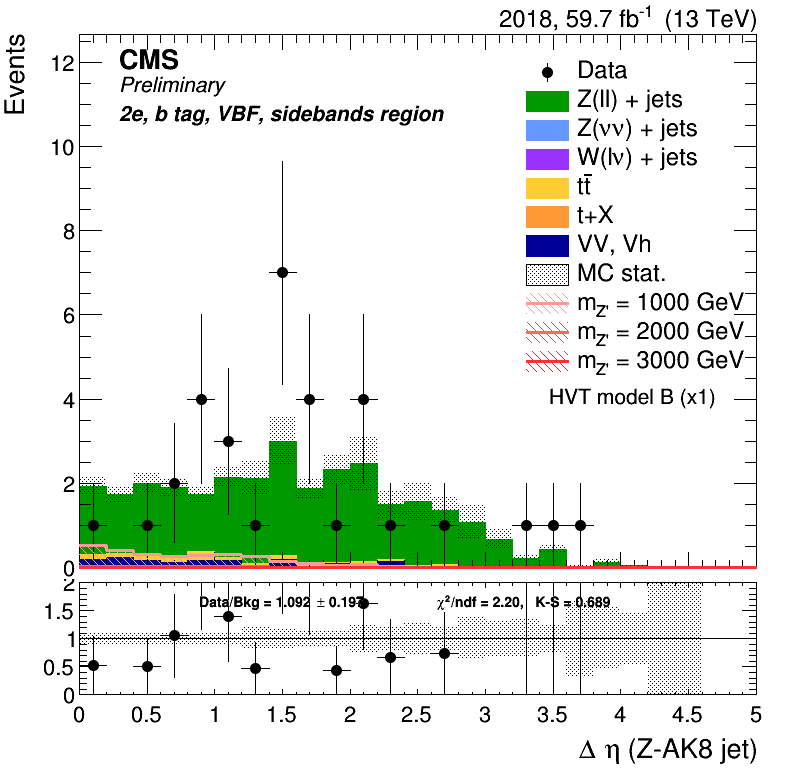 2018, 59.7 fb⁻¹ (13 TeV)
Events
CMS
Preliminary
2e, b tag, VBF, sidebands region
Data
Z(ll) + jets
Z(νν) + jets
W(lν) + jets
tt̄
t+X
VV, Vh
MC stat.
m_Z' = 1000 GeV
m_Z' = 2000 GeV
m_Z' = 3000 GeV
HVT model B (x1)
12
10
8
6
4
2
0
Data/Bkg = 1.092 ± 0.197
χ²/ndf = 2.20, K-S = 0.689
2
1.5
1
0.5
0
0 0.5 1 1.5 2 2.5 3 3.5 4 4.5 5
Δ η (Z-AK8 jet)